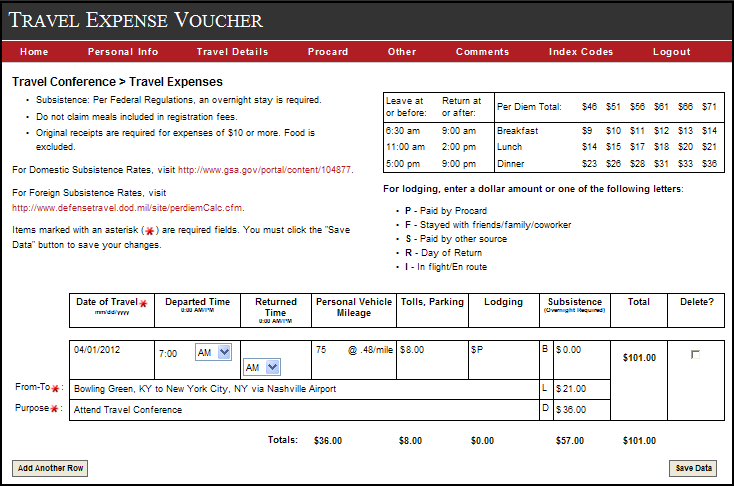 TRAVEL EXPENSE VOUCHER
Home Personal Info Travel Details Procard Other Comments Index Codes Logout
Travel Conference > Travel Expenses
• Subsistence: Per Federal Regulations, an overnight stay is required.
• Do not claim meals included in registration fees.
• Original receipts are required for expenses of $10 or more. Food is
excluded.
For Domestic Subsistence Rates, visit http://www.gsa.gov/portal/content/104877.
For Foreign Subsistence Rates, visit
http://www.defensetravel.dod.mil/site/perdiemCalc.cfm.
Items marked with an asterisk (*) are required fields. You must click the "Save
Data" button to save your changes.
Leave at or before: Return at or after: Per Diem Total: $46 $51 $56 $61 $66 $71
6:30 am 9:00 am Breakfast $9 $10 $11 $12 $13 $14
11:00 am 2:00 pm Lunch $14 $15 $17 $18 $20 $21
5:00 pm 9:00 pm Dinner $23 $26 $28 $31 $33 $36
For lodging, enter a dollar amount or one of the following letters:
• P - Paid by Procard
• F - Stayed with friends/family/coworker
• S - Paid by other source
• R - Day of Return
• I - In flight/En route
Date of Travel* Departed Time Returned Time Personal Vehicle Mileage Tolls, Parking Lodging Subsistence Total Delete?
mm/dd/yyyy 0:00 AM/PM 0:00 AM/PM (Overnight Required)
04/01/2012 7:00 AM AM 75 @ .48/mile $8.00 $P B $0.00 $101.00
From-To*: Bowling Green, KY to New York City, NY via Nashville Airport L $21.00
Purpose*: Attend Travel Conference D $36.00
Totals: $36.00 $8.00 $0.00 $57.00 $101.00
Add Another Row Save Data